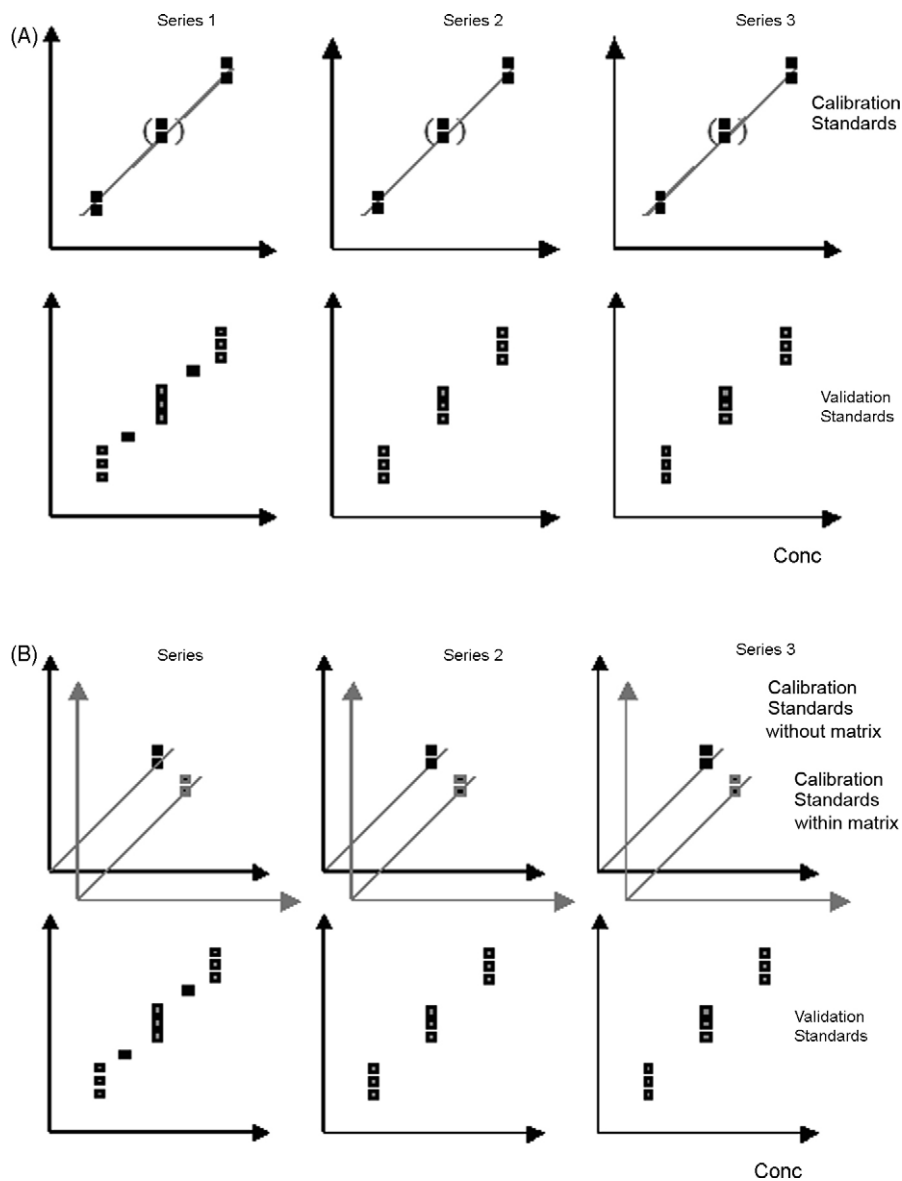 (A)
Series 1
Series 2
Series 3
( )
( )
( )
Calibration
Standards
Validation
Standards
Conc
(B)
Series
Series 2
Series 3
Calibration
Standards
without matrix
Calibration
Standards
within matrix
Validation
Standards
Conc